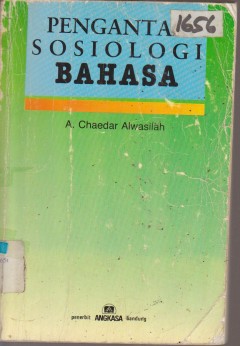 PENGANTA
1656
SOSIOLOGI
BAHASA
A. Chaedar Alwasilah
penerbit ANGKASA Bandung